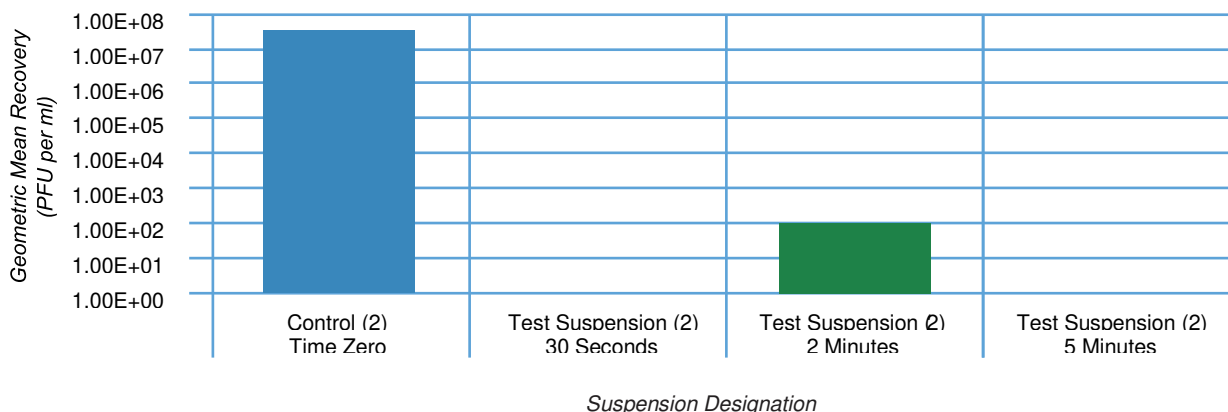 Geometric Mean Recovery
(PFU per ml)
1.00E+08
1.00E+07
1.00E+06
1.00E+05
1.00E+04
1.00E+03
1.00E+02
1.00E+01
1.00E+00
Control (2)
Time Zero
Test Suspension (2)
30 Seconds
Test Suspension (2)
2 Minutes
Test Suspension (2)
5 Minutes
Suspension Designation